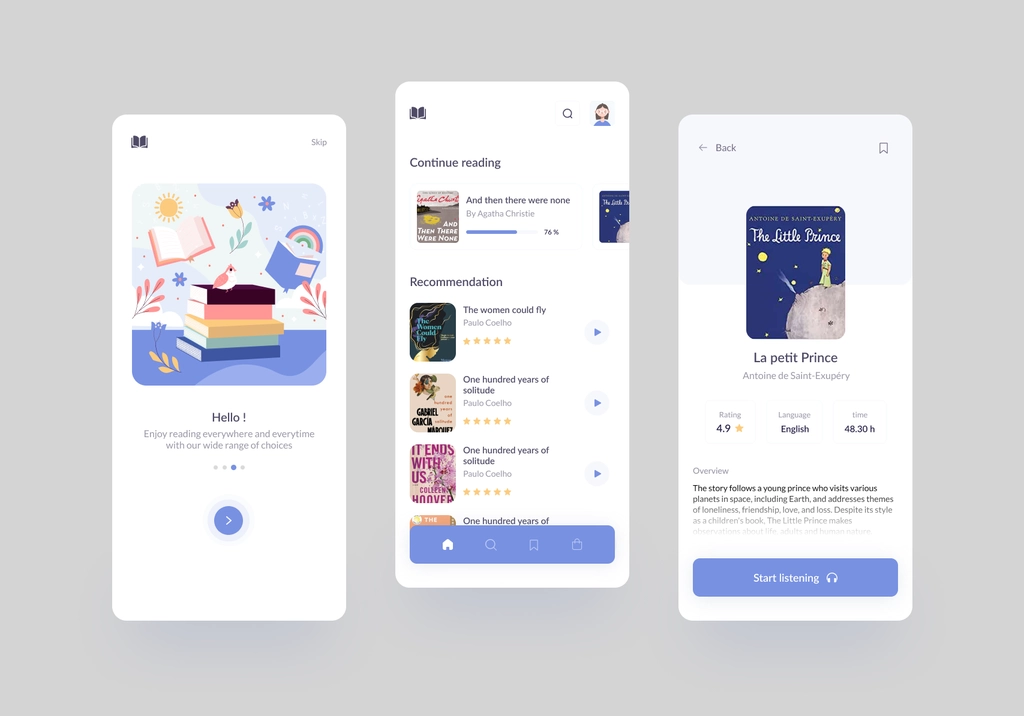 Skip
Hello !
Enjoy reading everywhere and everytime
with our wide range of choices
Continue reading
Agatha Christie
AND
THEN THERE
WERE NONE
And then there were none
By Agatha Christie
76 %
Recommendation
The
Women
Could
Fly
The women could fly
Paulo Coelho
one
hundred
years
of
solitude
GABRIEL
GARCÍA
MÁRQUEZ
One hundred years of
solitude
Paulo Coelho
IT ENDS
WITH
US
COLLEEN
HOOVER
One hundred years of
solitude
Paulo Coelho
THE
One hundred years of
Back
ANTOINE DE SAINT-EXUPÉRY
The Little Prince
La petit Prince
Antoine de Saint-Exupéry
Rating
4.9
Language
English
time
48.30 h
Overview
The story follows a young prince who visits various
planets in space, including Earth, and addresses themes
of loneliness, friendship, love, and loss. Despite its style
as a children's book, The Little Prince makes
observations about life, adults and human nature.
Start listening